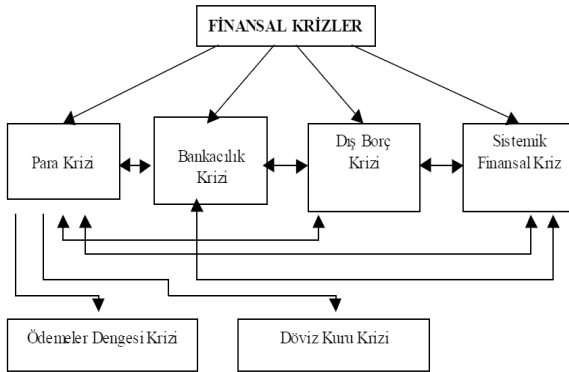 FİNANSAL KRİZLER
Para Krizi
Bankacılık
Krizi
Dış Borç
Krizi
Sistemik
Finansal Kriz
Ödemeler Dengesi Krizi
Döviz Kuru Krizi